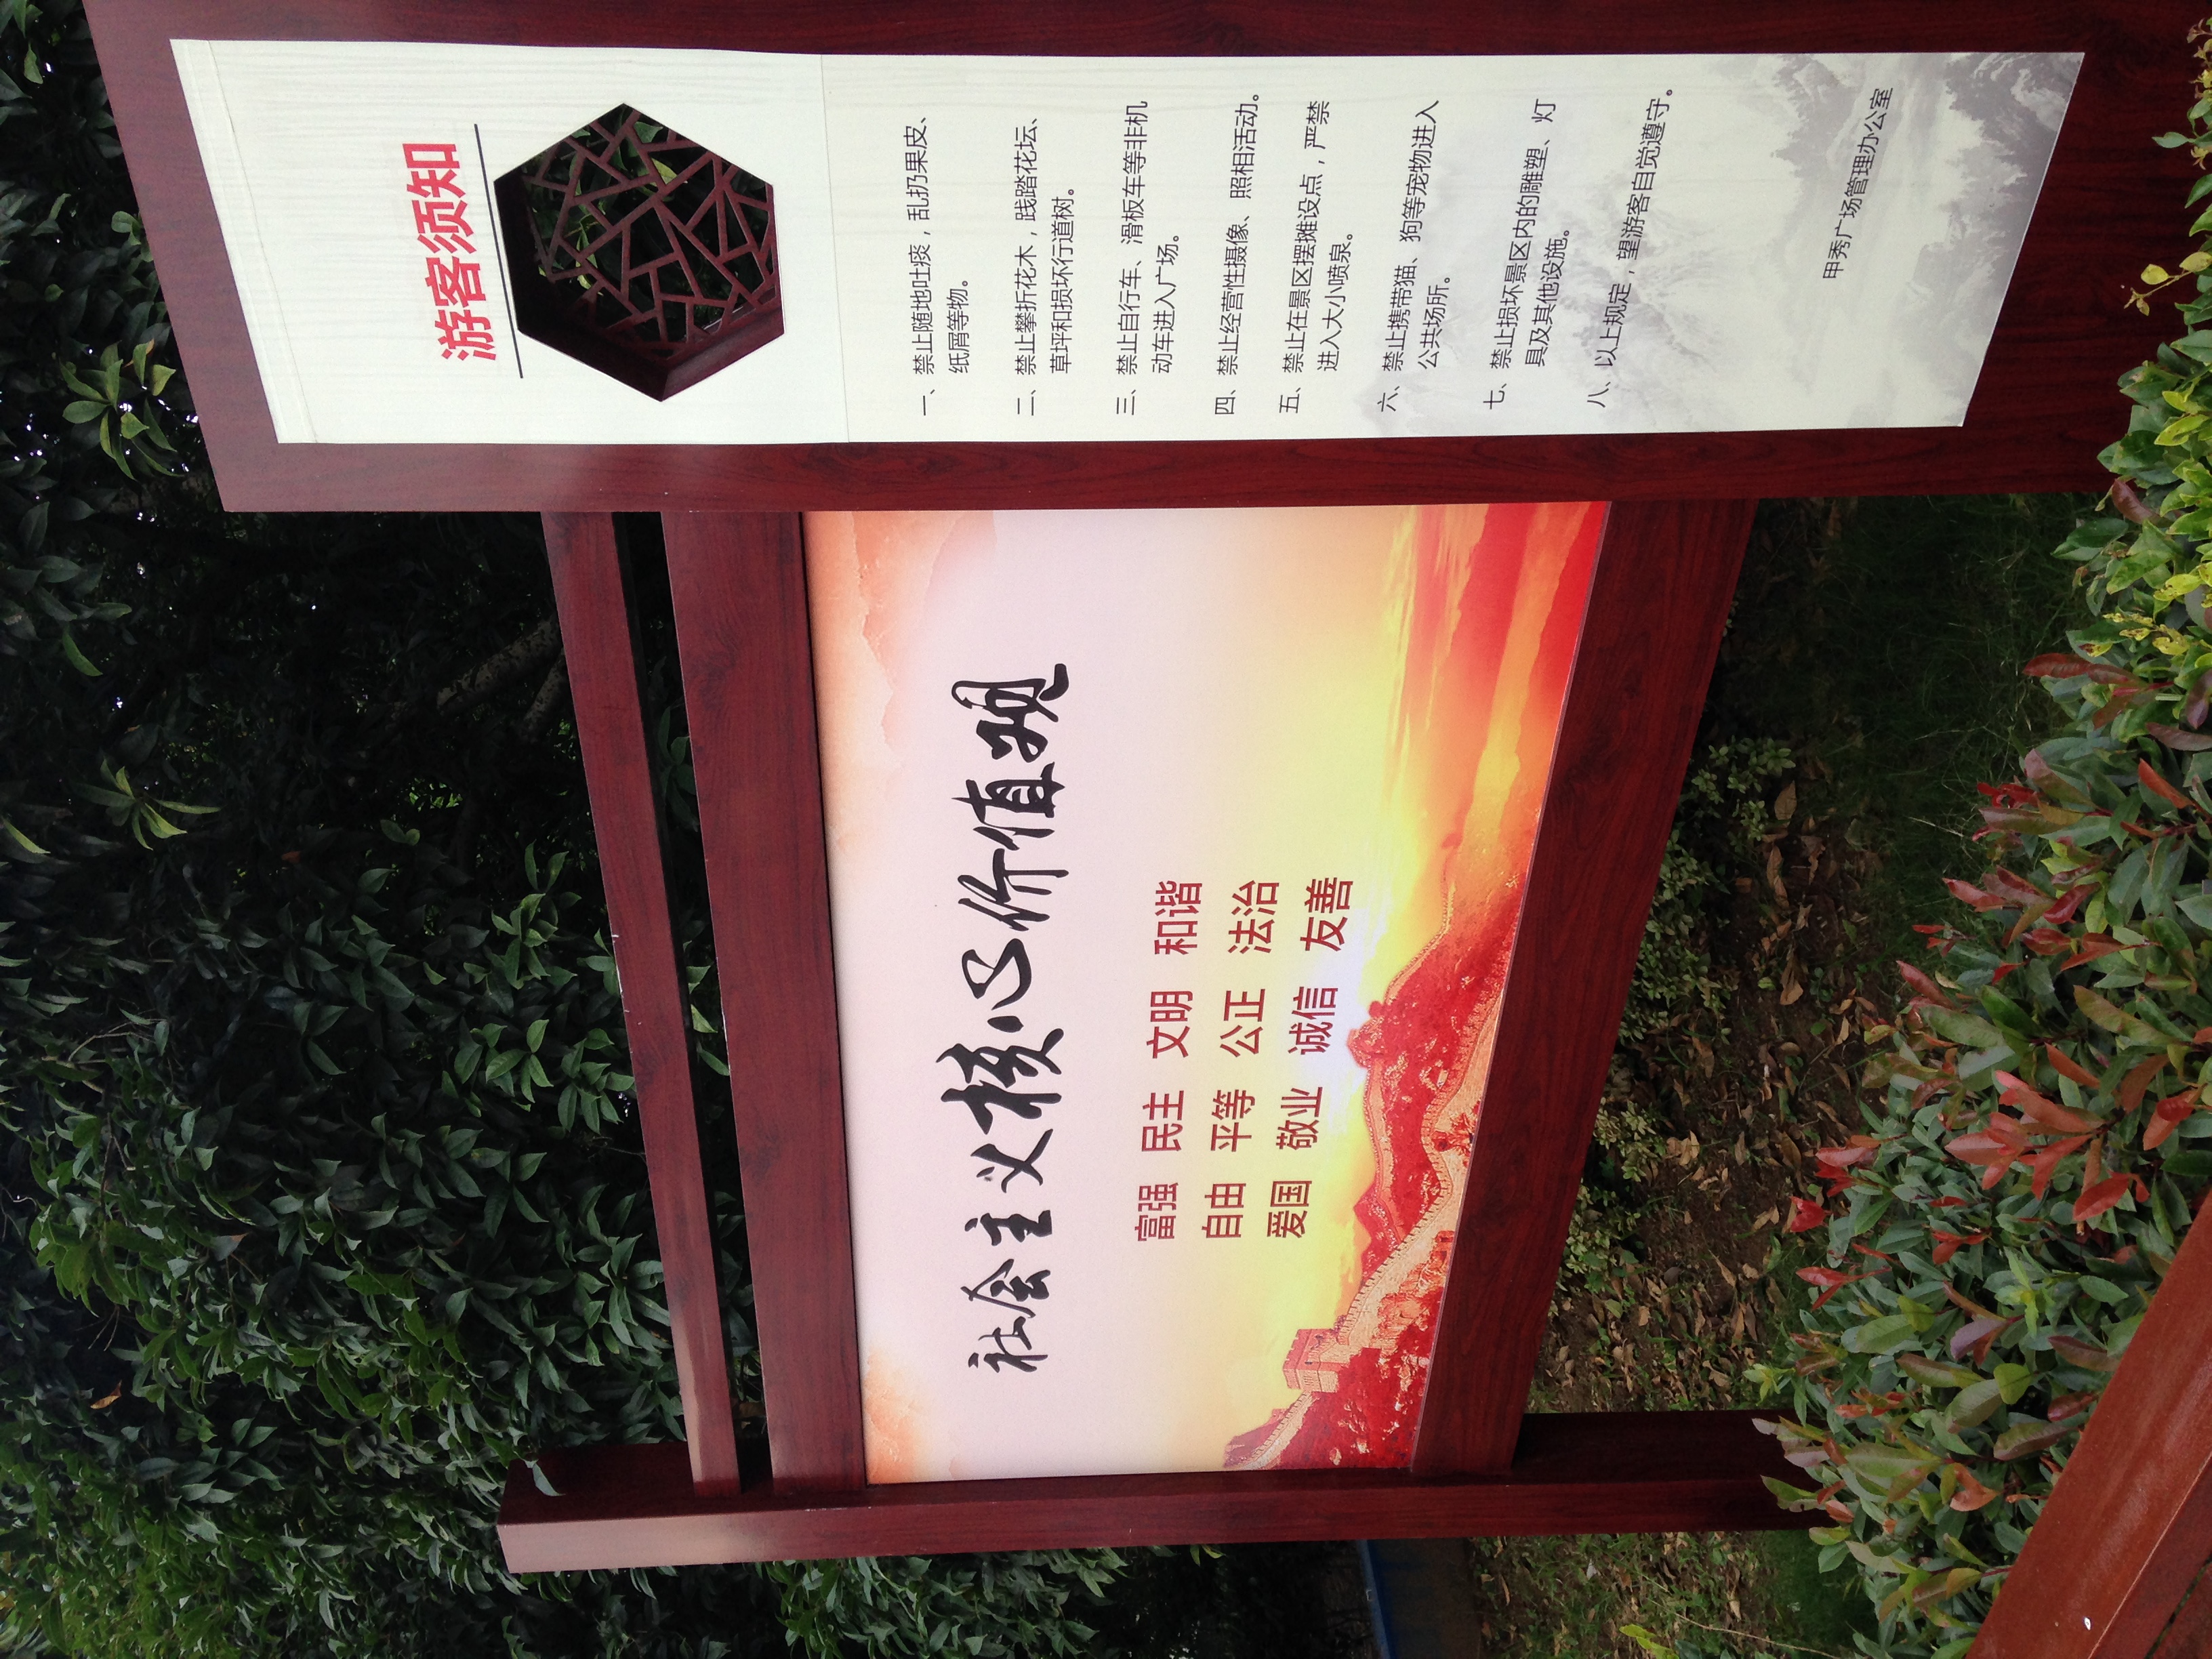 社会主义核心价值观
富强 民主 文明 和谐
自由 平等 公正 法治
爱国 敬业 诚信 友善
游客须知
一、禁止随地吐痰，乱扔果皮、
纸屑等物。
二、禁止攀折花木，践踏花坛、
草坪和损坏行道树。
三、禁止自行车、滑板车等非机
动车进入广场。
四、禁止经营性摄像、照相活动。
五、禁止在景区摆摊设点，严禁
进入大小喷泉。
六、禁止携带猫、狗等宠物进入
公共场所。
七、禁止损坏景区内的雕塑、灯
具及其他设施。
八、以上规定，望游客自觉遵守。
甲秀广场管理办公室